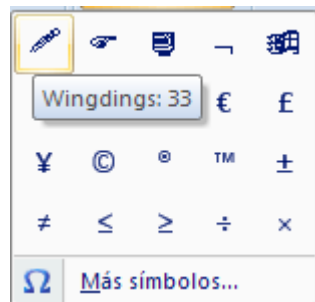 ¬
Wingdings: 33 € £
¥ © ® ™ ±
≠ ≤ ≥ ÷ ×
Ω Más símbolos...